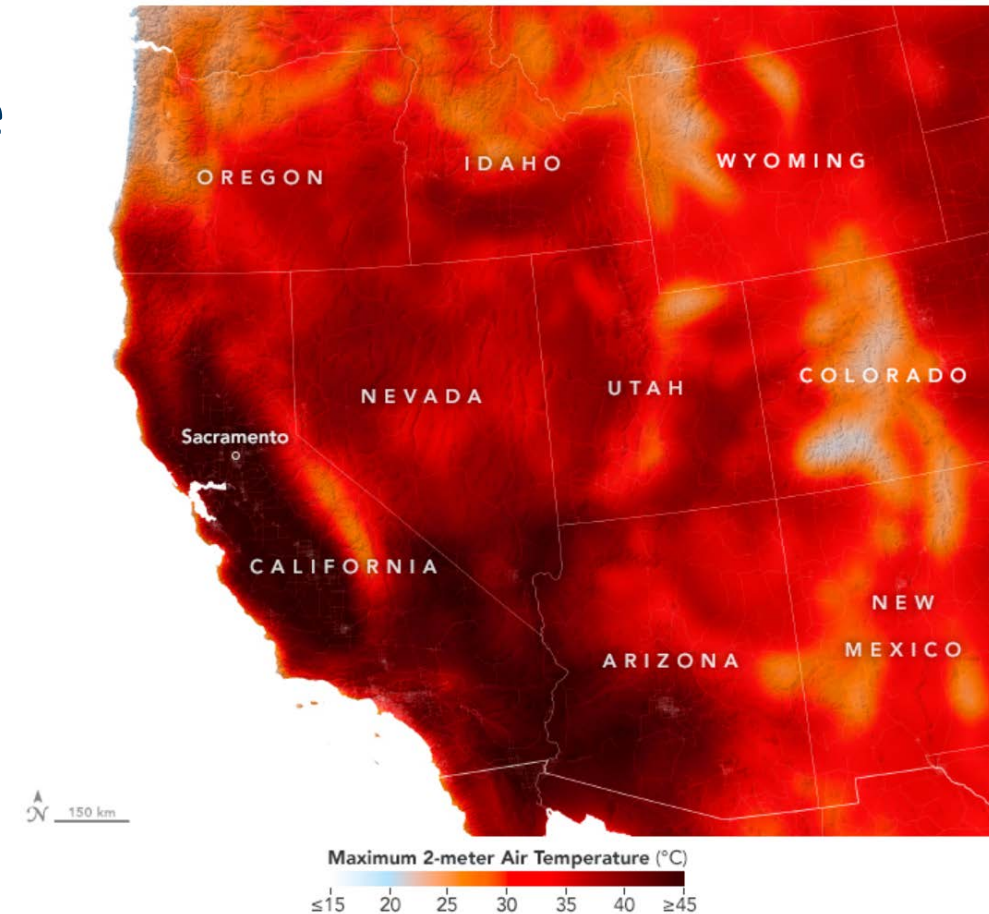 e
OREGON
IDAHO
WYOMING
NEVADA
UTAH
COLORADO
Sacramento
CALIFORNIA
ARIZONA
NEW
MEXICO
N
150 km
Maximum 2-meter Air Temperature (°C)
≤15 20 25 30 35 40 ≥45